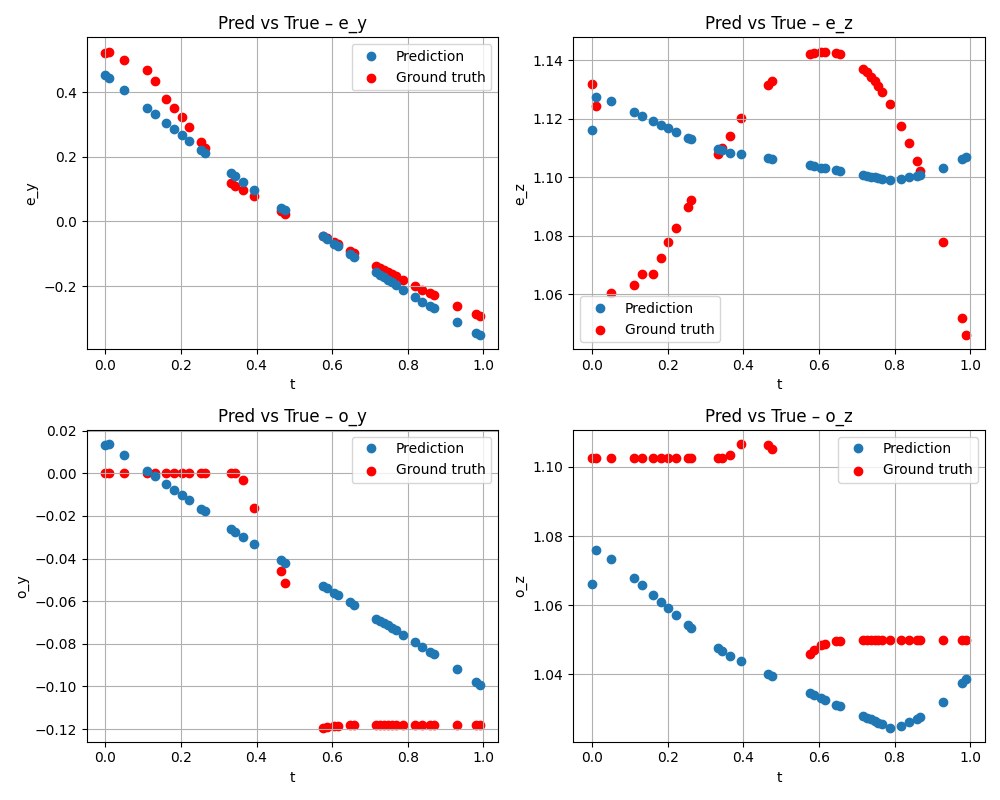 Pred vs True – e_y
e_y
0.4
0.2
0.0
−0.2
0.0 0.2 0.4 0.6 0.8 1.0
t
Prediction
Ground truth
Pred vs True – e_z
e_z
1.14
1.12
1.10
1.08
1.06
0.0 0.2 0.4 0.6 0.8 1.0
t
Prediction
Ground truth
Pred vs True – o_y
o_y
0.02
0.00
−0.02
−0.04
−0.06
−0.08
−0.10
−0.12
0.0 0.2 0.4 0.6 0.8 1.0
t
Prediction
Ground truth
Pred vs True – o_z
o_z
1.10
1.08
1.06
1.04
0.0 0.2 0.4 0.6 0.8 1.0
t
Prediction
Ground truth